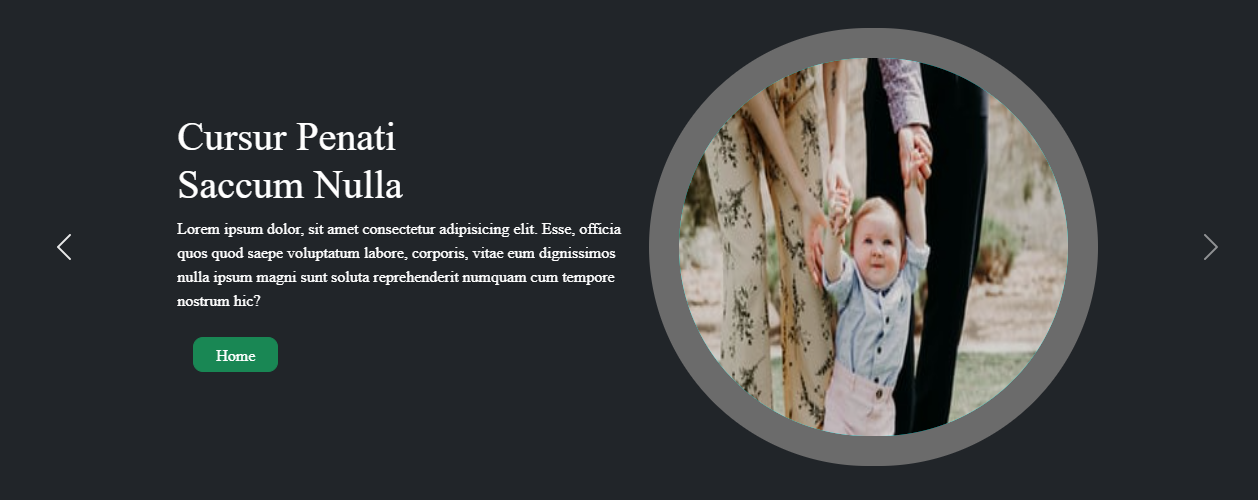 Cursur Penati
Saccum Nulla
Lorem ipsum dolor, sit amet consectetur adipisicing elit. Esse, officia
quos quod saepe voluptatum labore, corporis, vitae eum dignissimos
nulla ipsum magni sunt soluta reprehenderit numquam cum tempore
nostrum hic?
Home